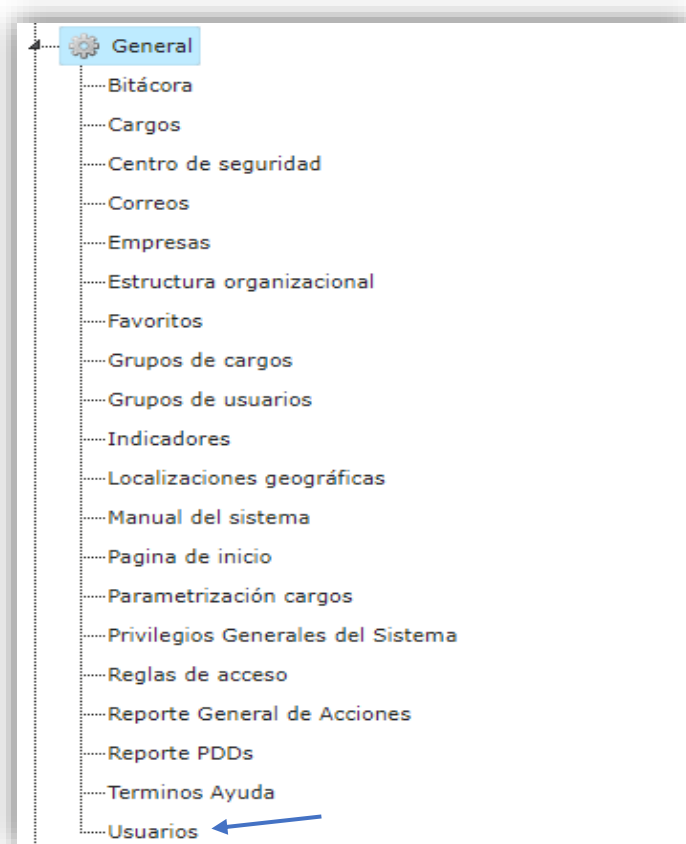 General
Bitácora
Cargos
Centro de seguridad
Correos
Empresas
Estructura organizacional
Favoritos
Grupos de cargos
Grupos de usuarios
Indicadores
Localizaciones geográficas
Manual del sistema
Pagina de inicio
Parametrización cargos
Privilegios Generales del Sistema
Reglas de acceso
Reporte General de Acciones
Reporte PDDs
Terminos Ayuda
Usuarios